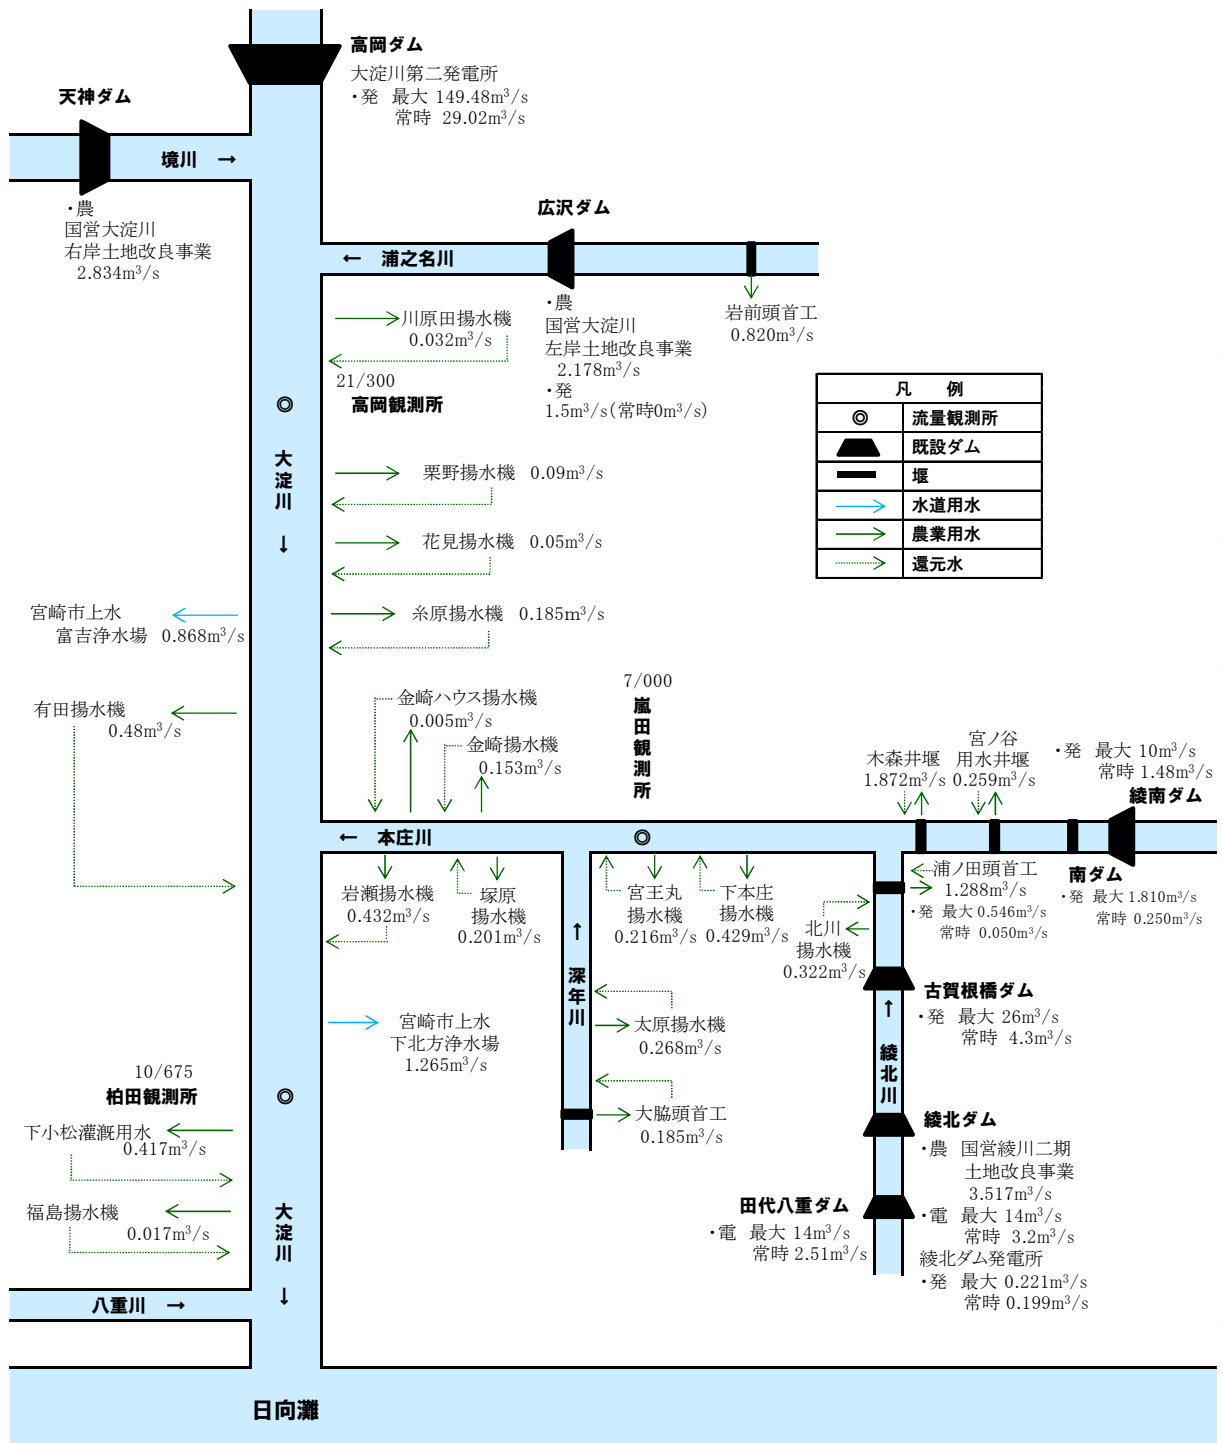 高岡ダム
大淀川第二発電所
・発 最大 149.48m³/s
常時 29.02m³/s
天神ダム
境川 →
・農
国営大淀川
右岸土地改良事業
2.834m³/s
広沢ダム
← 浦之名川
・農
国営大淀川
左岸土地改良事業
2.178m³/s
・発
1.5m³/s(常時0m³/s)
岩前頭首工
0.820m³/s
川原田揚水機
0.032m³/s
21/300
高岡観測所
◎
大淀川
↓
凡 例
◎ 流量観測所
既設ダム
堰
水道用水
農業用水
還元水
栗野揚水機 0.09m³/s
花見揚水機 0.05m³/s
糸原揚水機 0.185m³/s
宮崎市上水
富吉浄水場 0.868m³/s
有田揚水機
0.48m³/s
金崎ハウス揚水機
0.005m³/s
金崎揚水機
0.153m³/s
7/000
嵐田観測所
◎
木森井堰
1.872m³/s
宮ノ谷
用水井堰
0.259m³/s
・発 最大 10m³/s
常時 1.48m³/s
綾南ダム
← 本庄川
岩瀬揚水機
0.432m³/s
塚原
揚水機
0.201m³/s
宮王丸
揚水機
0.216m³/s
下本庄
揚水機
0.429m³/s
浦ノ田頭首工
1.288m³/s
・発 最大 0.546m³/s
常時 0.050m³/s
南ダム
・発 最大 1.810m³/s
常時 0.250m³/s
北川
揚水機
0.322m³/s
↑
深年川
太原揚水機
0.268m³/s
大脇頭首工
0.185m³/s
古賀根橋ダム
・発 最大 26m³/s
常時 4.3m³/s
↑
綾北川
宮崎市上水
下北方浄水場
1.265m³/s
10/675
柏田観測所
◎
下小松灌漑用水
0.417m³/s
福島揚水機
0.017m³/s
綾北ダム
・農 国営綾川二期
土地改良事業
3.517m³/s
・電 最大 14m³/s
常時 3.2m³/s
綾北ダム発電所
・発 最大 0.221m³/s
常時 0.199m³/s
田代八重ダム
・電 最大 14m³/s
常時 2.51m³/s
大淀川
↓
八重川 →
日向灘